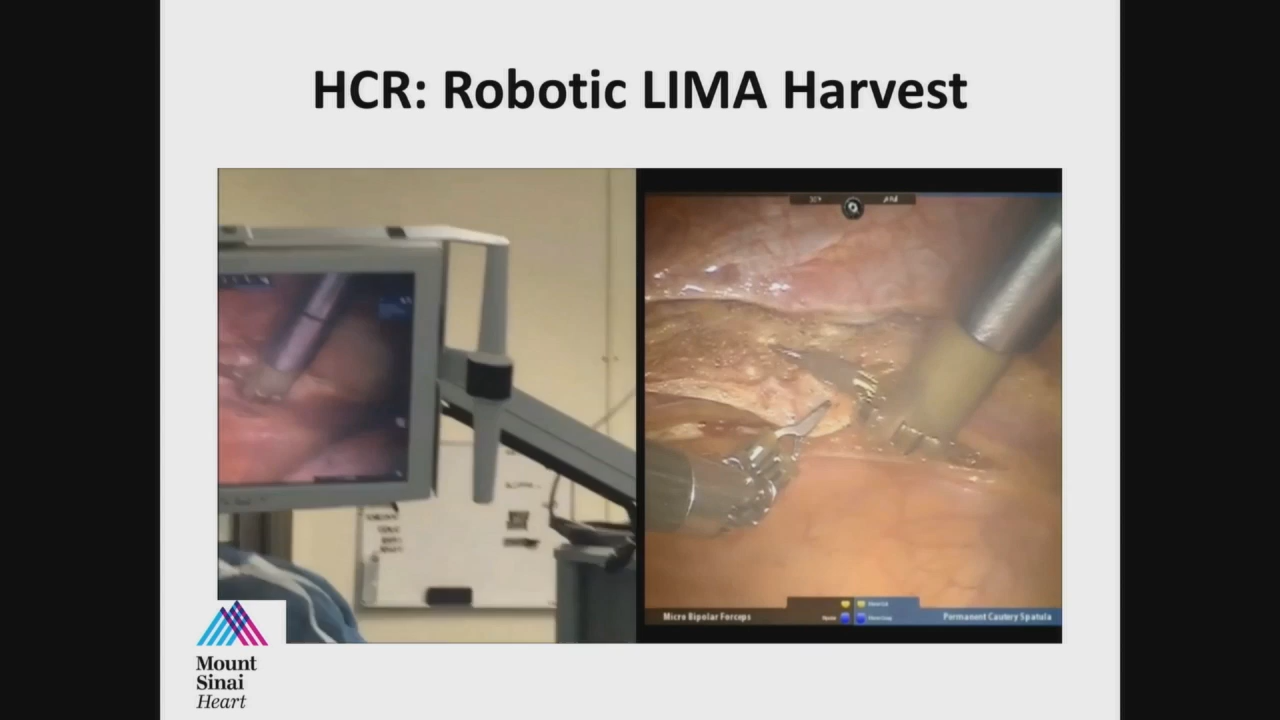 HCR: Robotic LIMA Harvest
Micro Bipolar Forceps
Permanent Cautery Spatula
Mount
Sinai
Heart